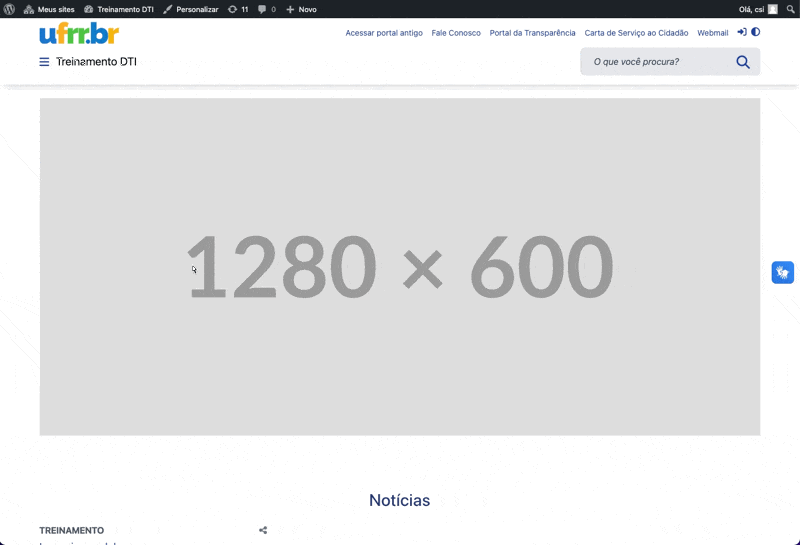 Meus sites Treinamento DTI Personalizar 11 0 Novo Olá, csi
ufrr.br
Acessar portal antigo Fale Conosco Portal da Transparência Carta de Serviço ao Cidadão Webmail
Treinamento DTI
O que você procura?
1280 × 600
Notícias
TREINAMENTO